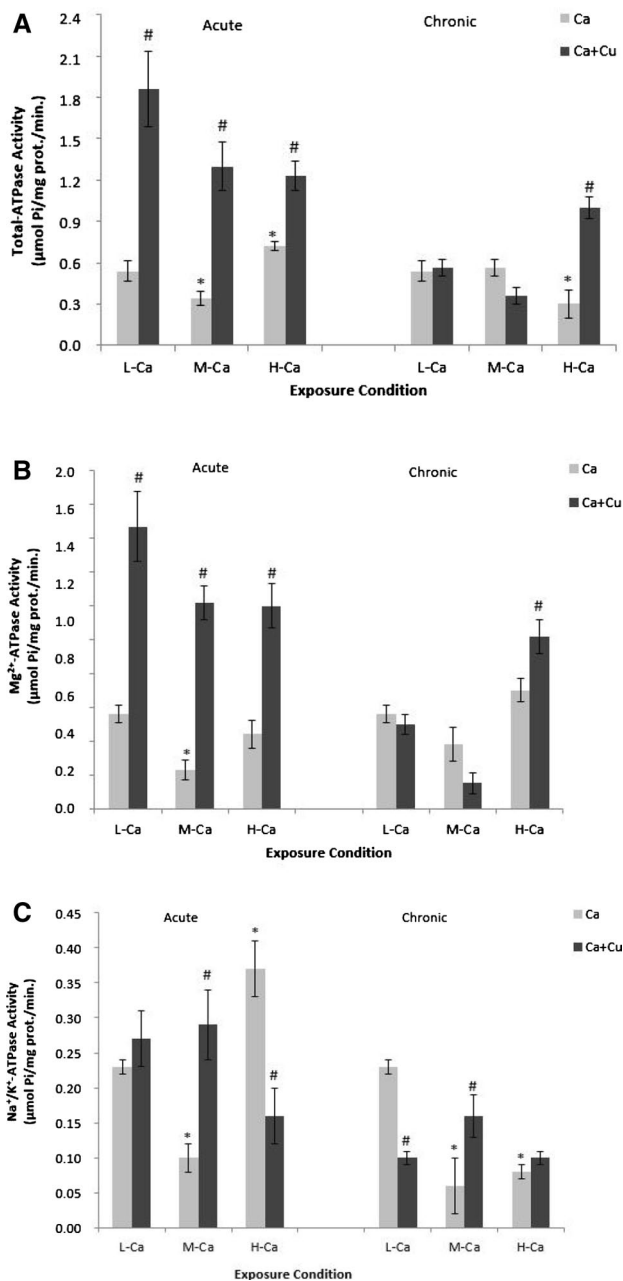 A
Acute
Chronic
Ca
Ca+Cu
Total-ATPase Activity
(µmol Pi/mg prot./min.)
2.4
2.1
1.8
1.5
1.2
0.9
0.6
0.3
0.0
#
#
#
*
*
#
*
L-Ca M-Ca H-Ca L-Ca M-Ca H-Ca
Exposure Condition
B
Acute
Chronic
Ca
Ca+Cu
Mg²⁺-ATPase Activity
(µmol Pi/mg prot./min.)
2.0
1.6
1.4
1.2
1.0
0.8
0.6
0.4
0.2
0.0
#
#
#
*
#
L-Ca M-Ca H-Ca L-Ca M-Ca H-Ca
Exposure Condition
C
Acute
Chronic
Ca
Ca+Cu
Na⁺/K⁺-ATPase Activity
(µmol Pi/mg prot./min.)
0.45
0.40
0.35
0.30
0.25
0.20
0.15
0.10
0.05
0.00
*
#
*
#
#
*
#
*
L-Ca M-Ca H-Ca L-Ca M-Ca H-Ca
Exposure Condition